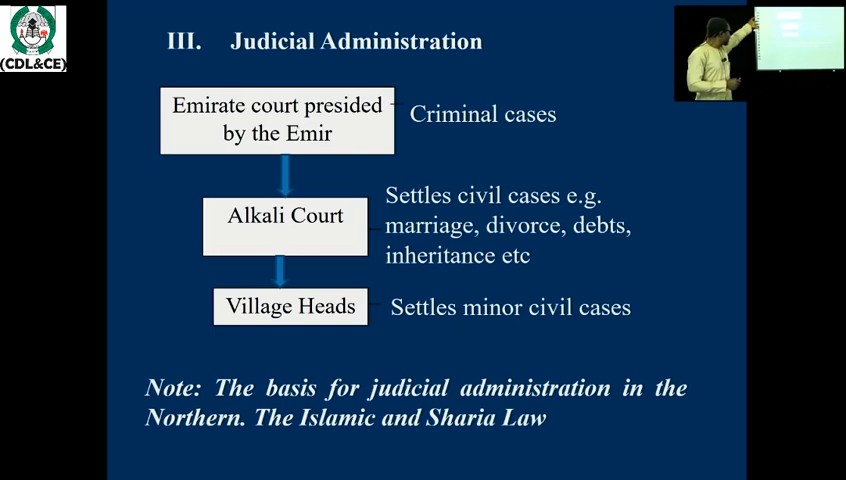 III. Judicial Administration
Emirate court presided
by the Emir
Criminal cases
Alkali Court
Settles civil cases e.g.
marriage, divorce, debts,
inheritance etc
Village Heads
Settles minor civil cases
Note: The basis for judicial administration in the
Northern. The Islamic and Sharia Law
(CDL&CE)